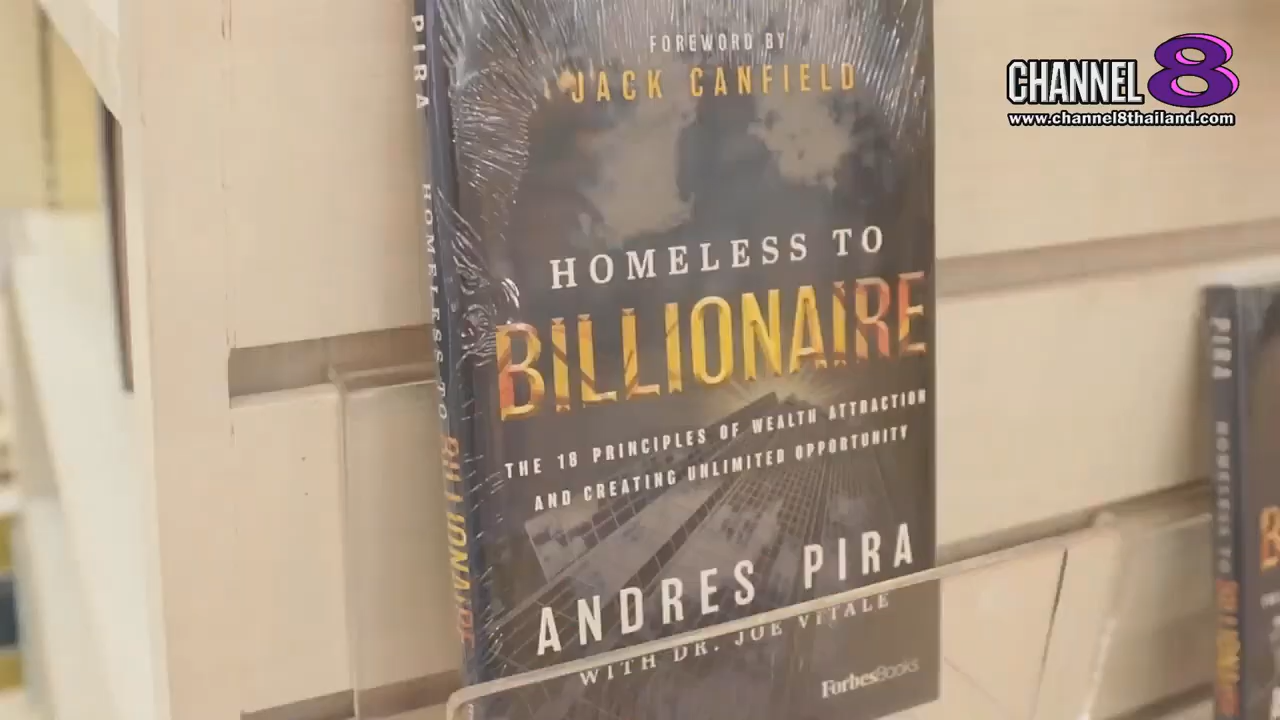 FOREWORD BY
JACK CANFIELD
HOMELESS TO
BILLIONAIRE
THE 18 PRINCIPLES OF WEALTH ATTRACTION
AND CREATING UNLIMITED OPPORTUNITY
ANDRES PIRA
WITH DR. JOE VITALE
ForbesBooks
PIRA HOMELESS TO BILLIONAIRE
CHANNEL 8
www.channel8thailand.com
PIRA HOMELESS TO BILLIONAIRE
B